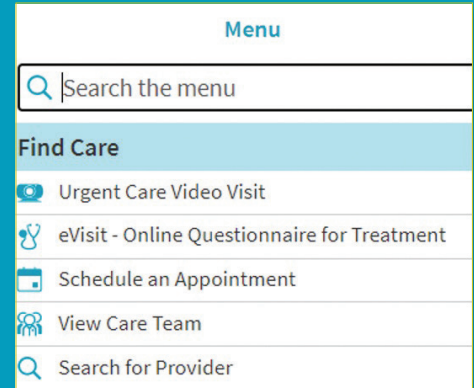 Menu
Search the menu
Find Care
Urgent Care Video Visit
eVisit - Online Questionnaire for Treatment
Schedule an Appointment
View Care Team
Search for Provider